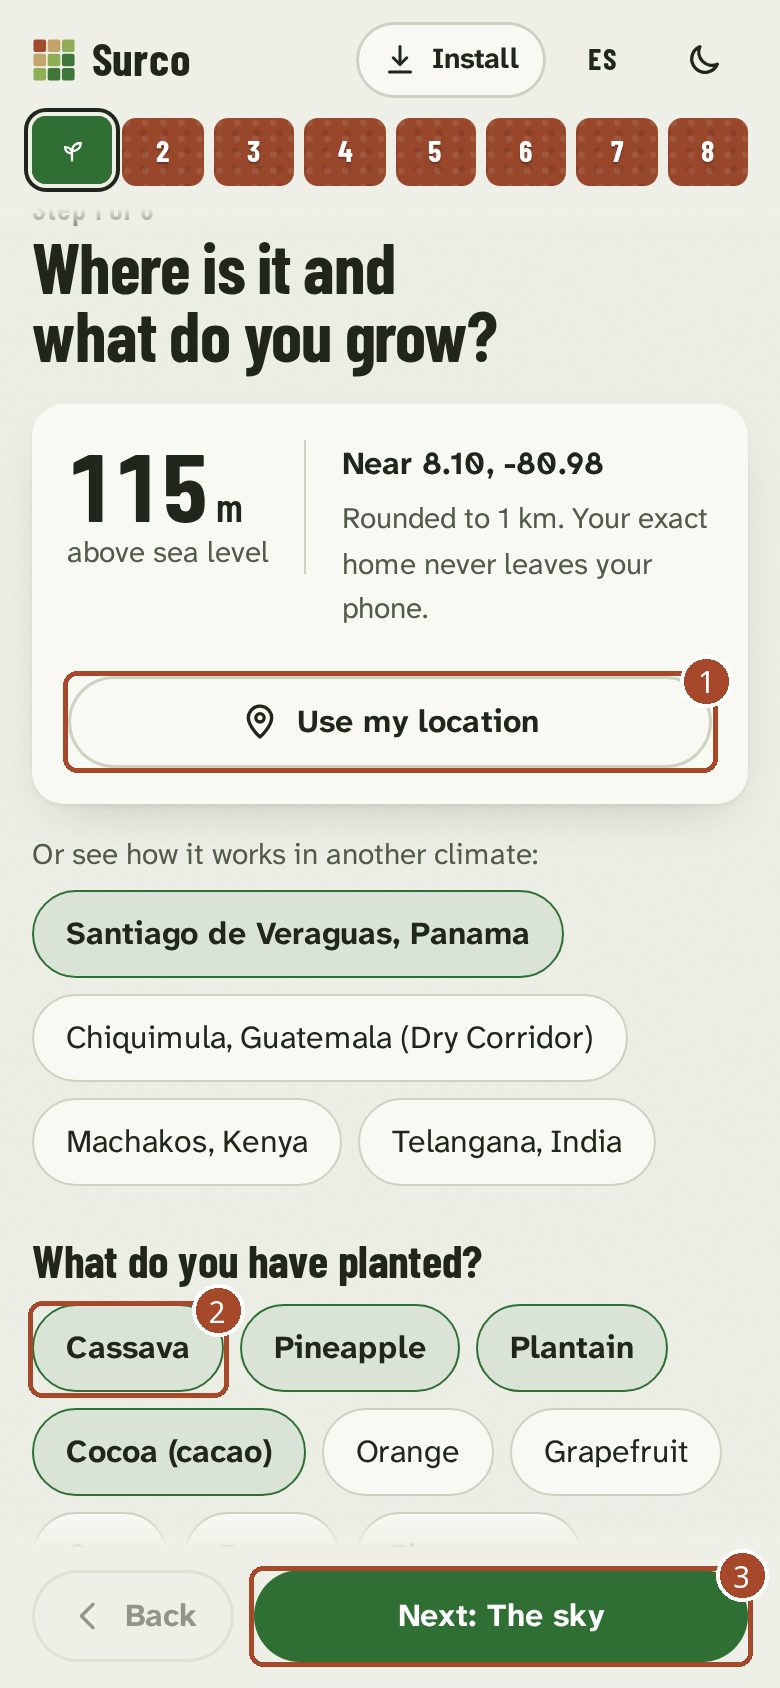 Surco
Install
ES
2 3 4 5 6 7 8
Step 1 of 8
Where is it and
what do you grow?
115 m
above sea level
Near 8.10, -80.98
Rounded to 1 km. Your exact
home never leaves your
phone.
1
Use my location
Or see how it works in another climate:
Santiago de Veraguas, Panama
Chiquimula, Guatemala (Dry Corridor)
Machakos, Kenya
Telangana, India
What do you have planted?
2
Cassava Pineapple Plantain
Cocoa (cacao) Orange Grapefruit
3
Back
Next: The sky